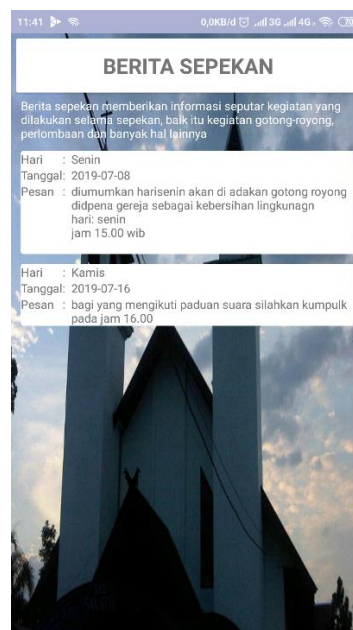 11:41
0,0KB/d 3G 4G+ 70
BERITA SEPEKAN
Berita sepekan memberikan informasi seputar kegiatan yang
dilakukan selama sepekan, baik itu kegiatan gotong-royong,
perlombaan dan banyak hal lainnya
Hari : Senin
Tanggal: 2019-07-08
Pesan : diumumkan harisenin akan di adakan gotong royong
didpena gereja sebagai kebersihan lingkunagn
hari: senin
jam 15.00 wib
Hari : Kamis
Tanggal: 2019-07-16
Pesan : bagi yang mengikuti paduan suara silahkan kumpulk
pada jam 16.00